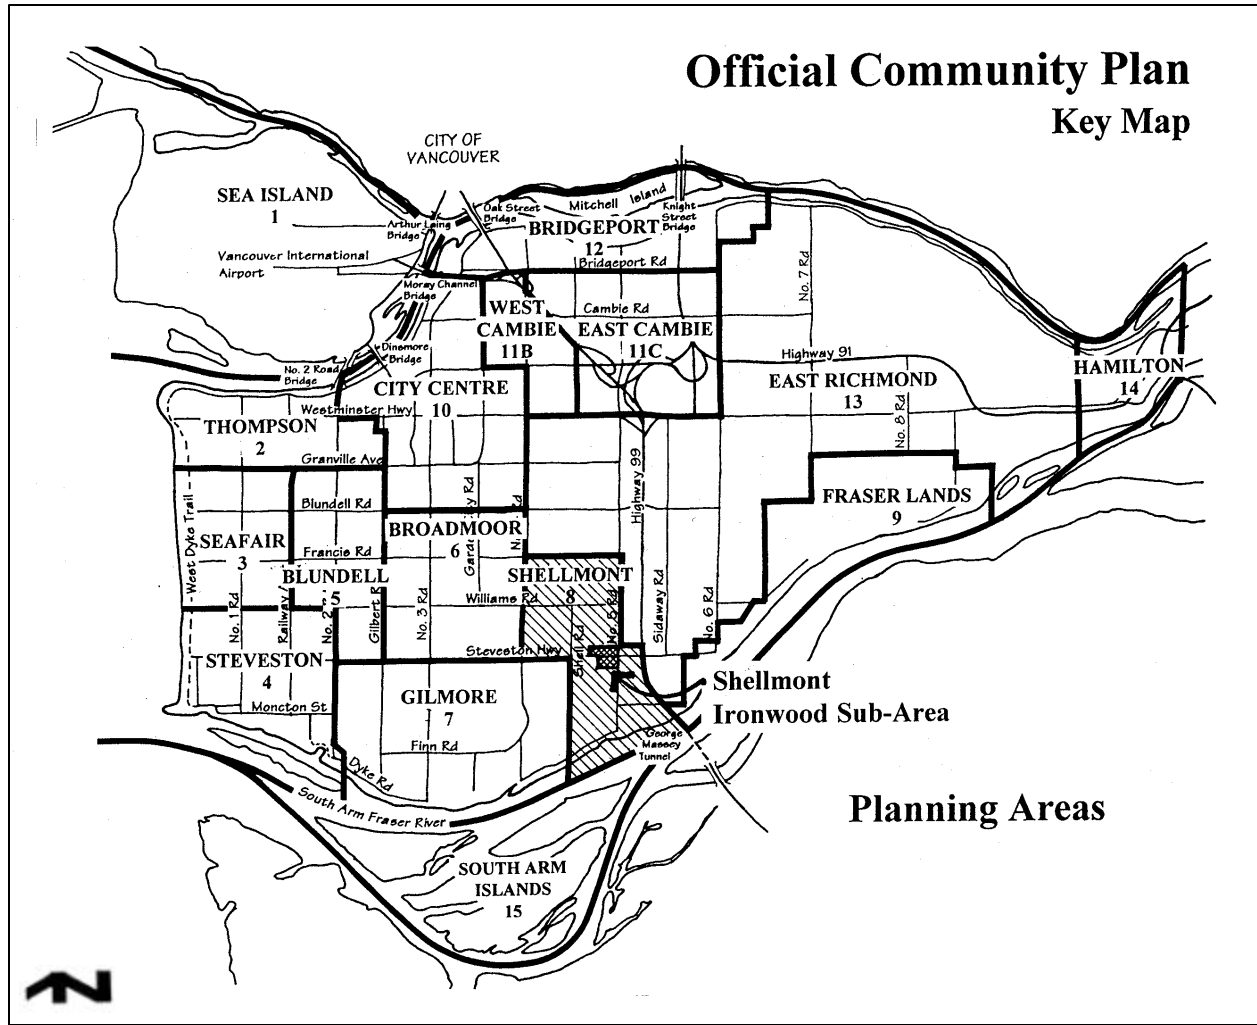 Official Community Plan
Key Map
CITY OF
VANCOUVER
SEA ISLAND
1
Arthur Laing
Bridge
Oak Street
Bridge
Mitchell Island
Knight
Street
Bridge
BRIDGEPORT
12
Bridgeport Rd
Vancouver International
Airport
Moray Channel
Bridge
No. 7 Rd
WEST
CAMBIE
11B
Cambie Rd
EAST CAMBIE
11C
Dinsmore
Bridge
No. 2 Road
Bridge
Highway 91
HAMILTON
14
CITY CENTRE
10
EAST RICHMOND
13
No. 8 Rd
Westminster Hwy
THOMPSON
2
Granville Ave
Highway 99
West Dyke Trail
Blundell Rd
FRASER LANDS
9
BROADMOOR
6
SEAFAIR
3
Francis Rd
BLUNDELL
5
SHELLMONT
8
Williams Rd
No. 1 Rd
Railway
No. 2
Gilbert R
No. 3 Rd
No. 5 Rd
Sidaway Rd
No. 6 Rd
STEVESTON
4
Steveston Hwy
Shell Rd
Shellmont
Ironwood Sub-Area
Moncton St
GILMORE
7
Finn Rd
George
Massey
Tunnel
Dyke Rd
South Arm Fraser River
Planning Areas
SOUTH ARM
ISLANDS
15
N